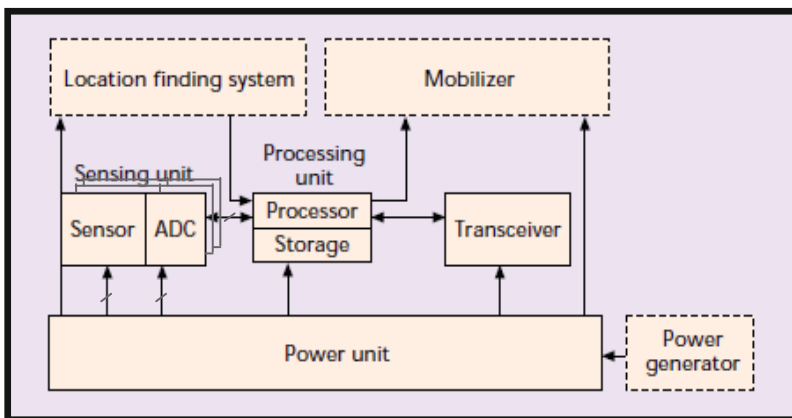 Location finding system
Mobilizer
Sensing unit
Processing
unit
Sensor
ADC
Processor
Storage
Transceiver
Power unit
Power
generator